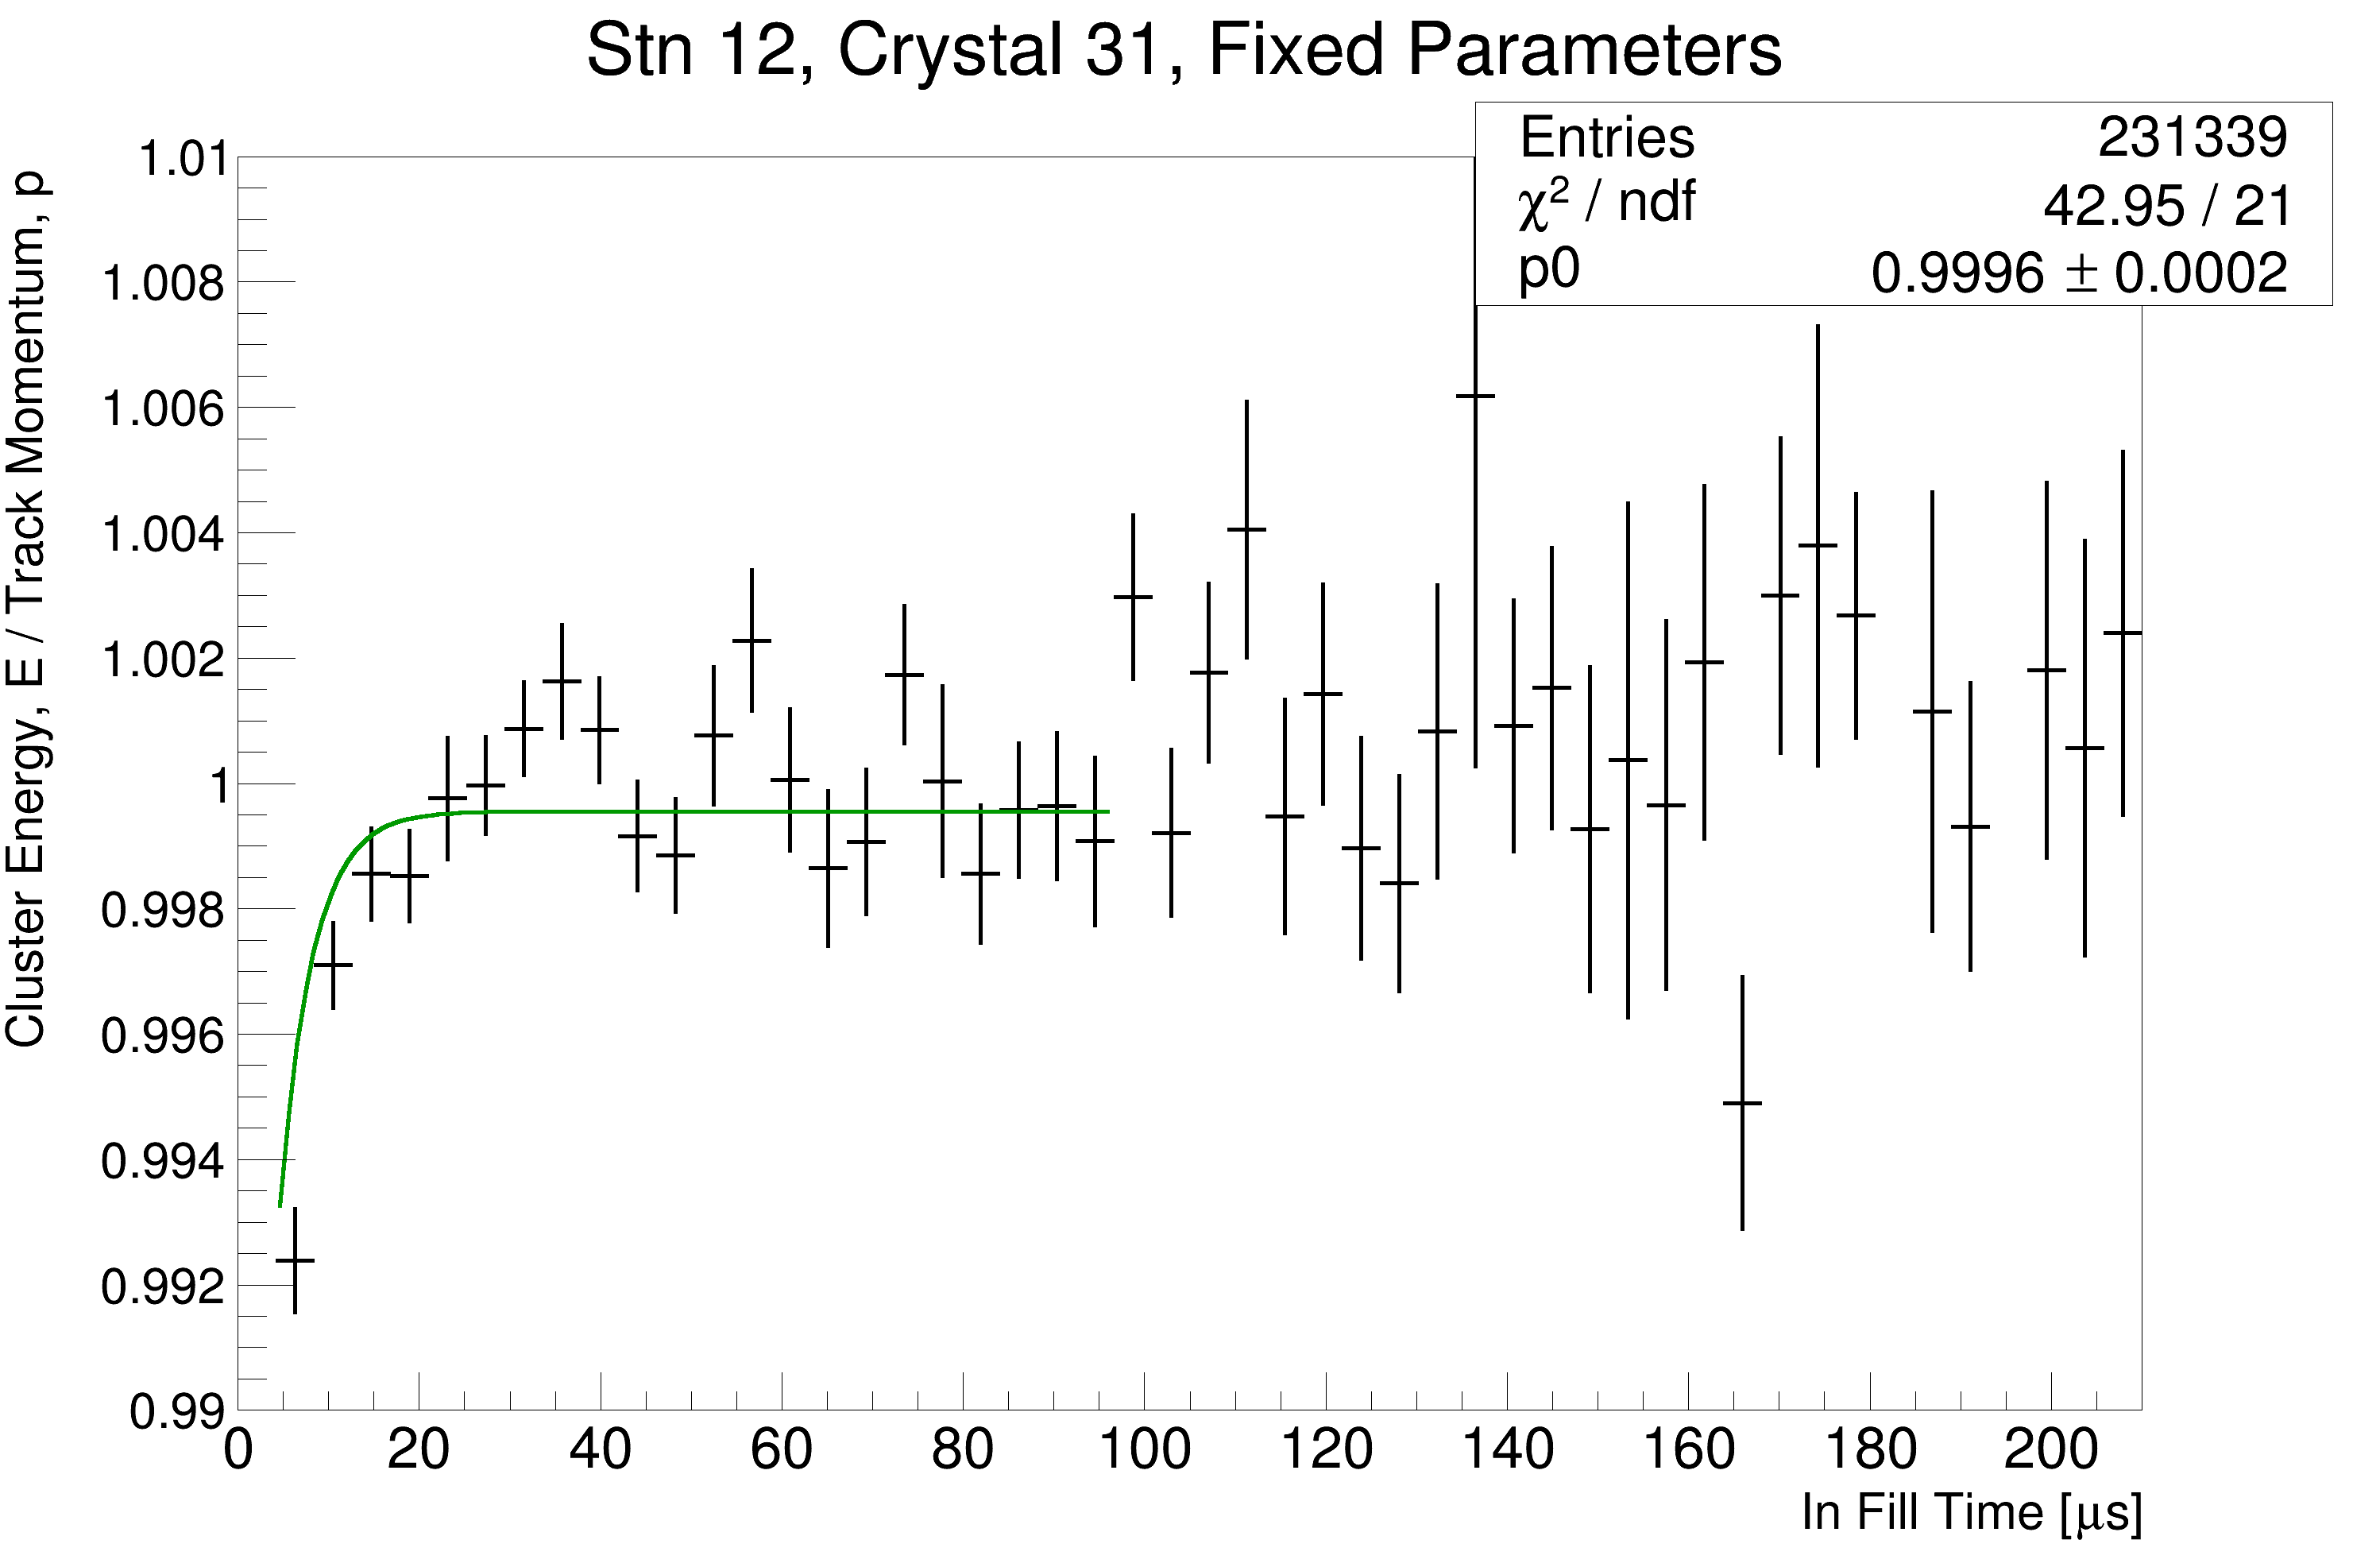 Stn 12, Crystal 31, Fixed Parameters
Entries 231339
χ² / ndf 42.95 / 21
p0 0.9996 ± 0.0002
Cluster Energy, E / Track Momentum, p
1.01
1.008
1.006
1.004
1.002
1
0.998
0.996
0.994
0.992
0.99
0 20 40 60 80 100 120 140 160 180 200
In Fill Time [μs]